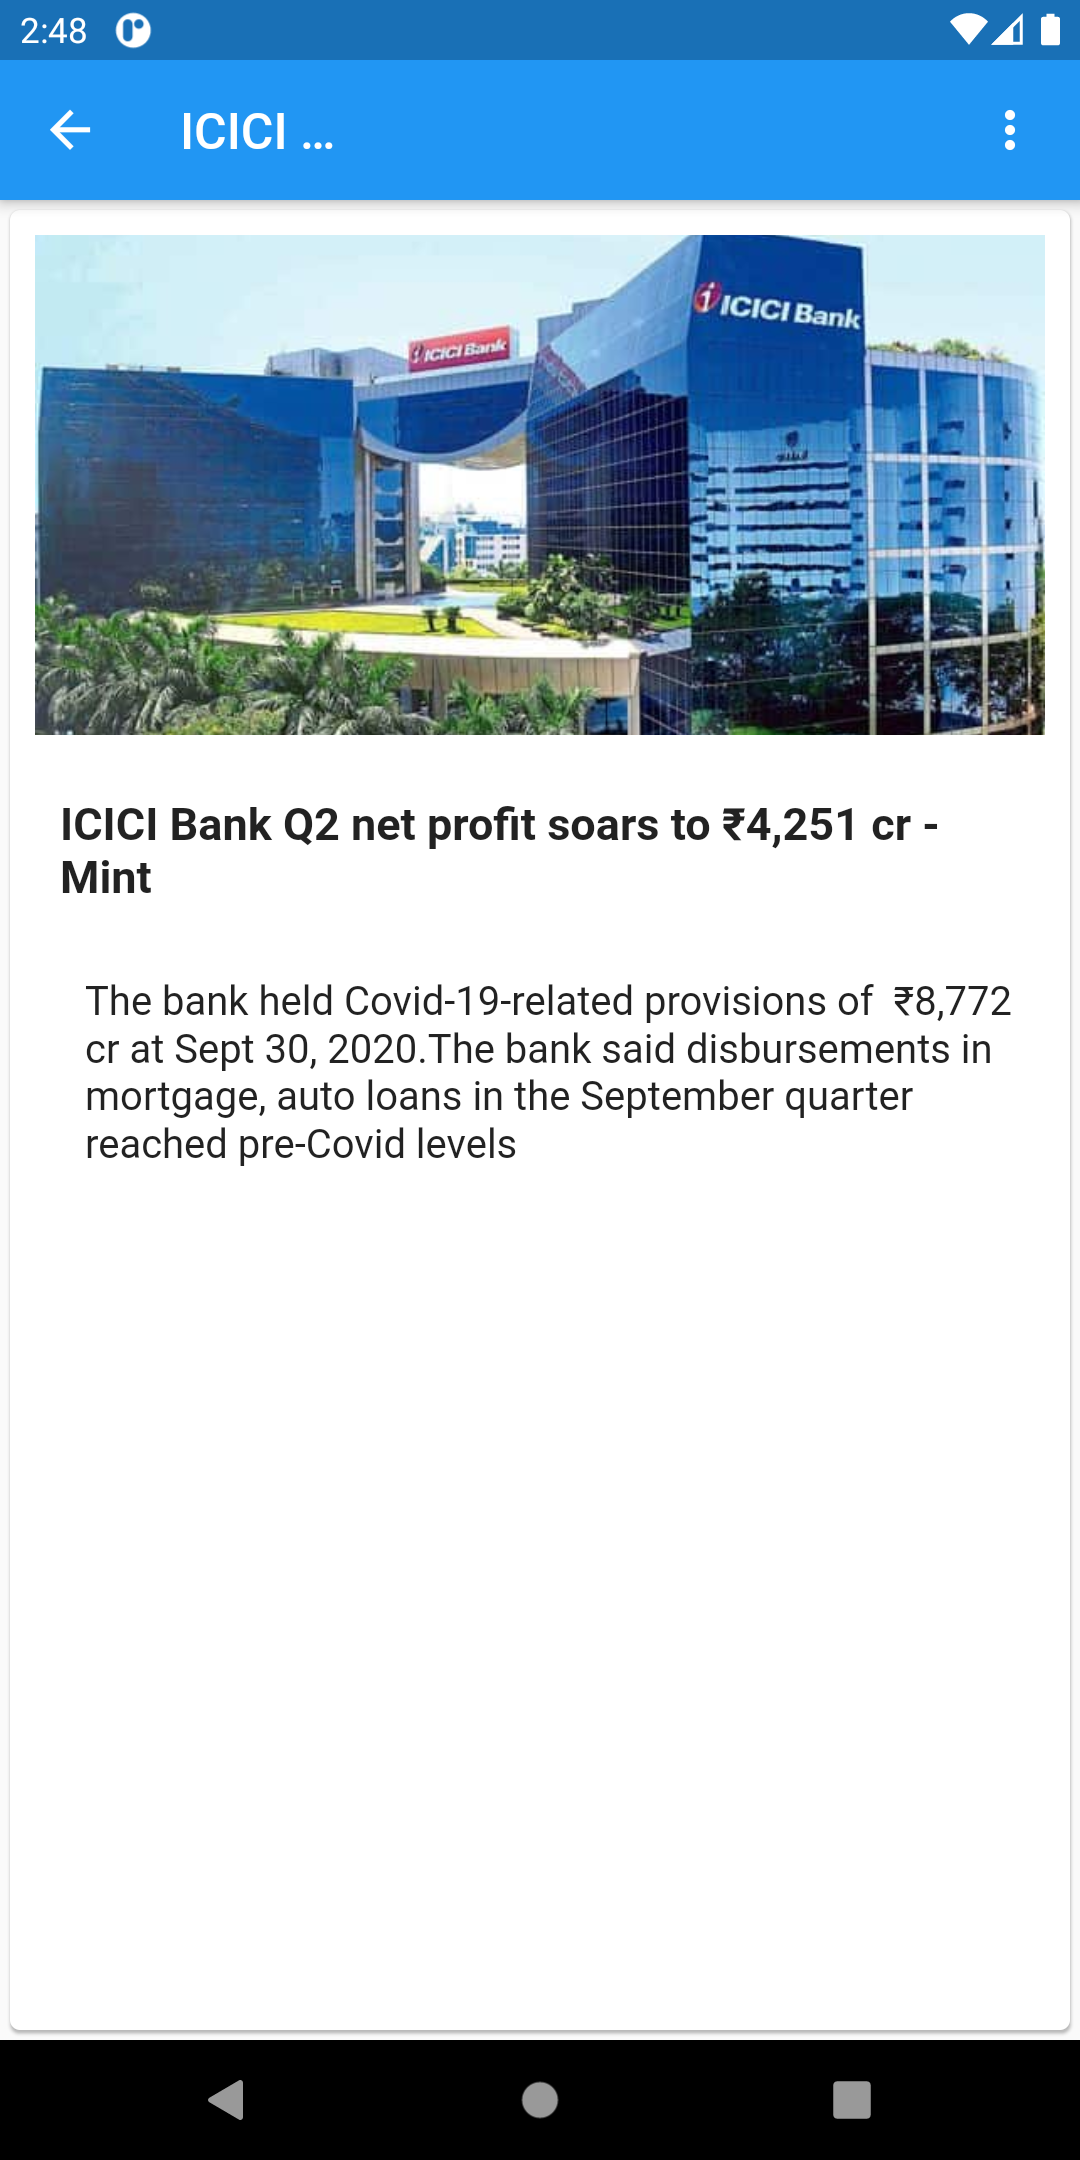 2:48
ICICI ...
ICICI Bank
ICICI Bank
ICICI Bank Q2 net profit soars to ₹4,251 cr -
Mint
The bank held Covid-19-related provisions of  ₹8,772
cr at Sept 30, 2020.The bank said disbursements in
mortgage, auto loans in the September quarter
reached pre-Covid levels